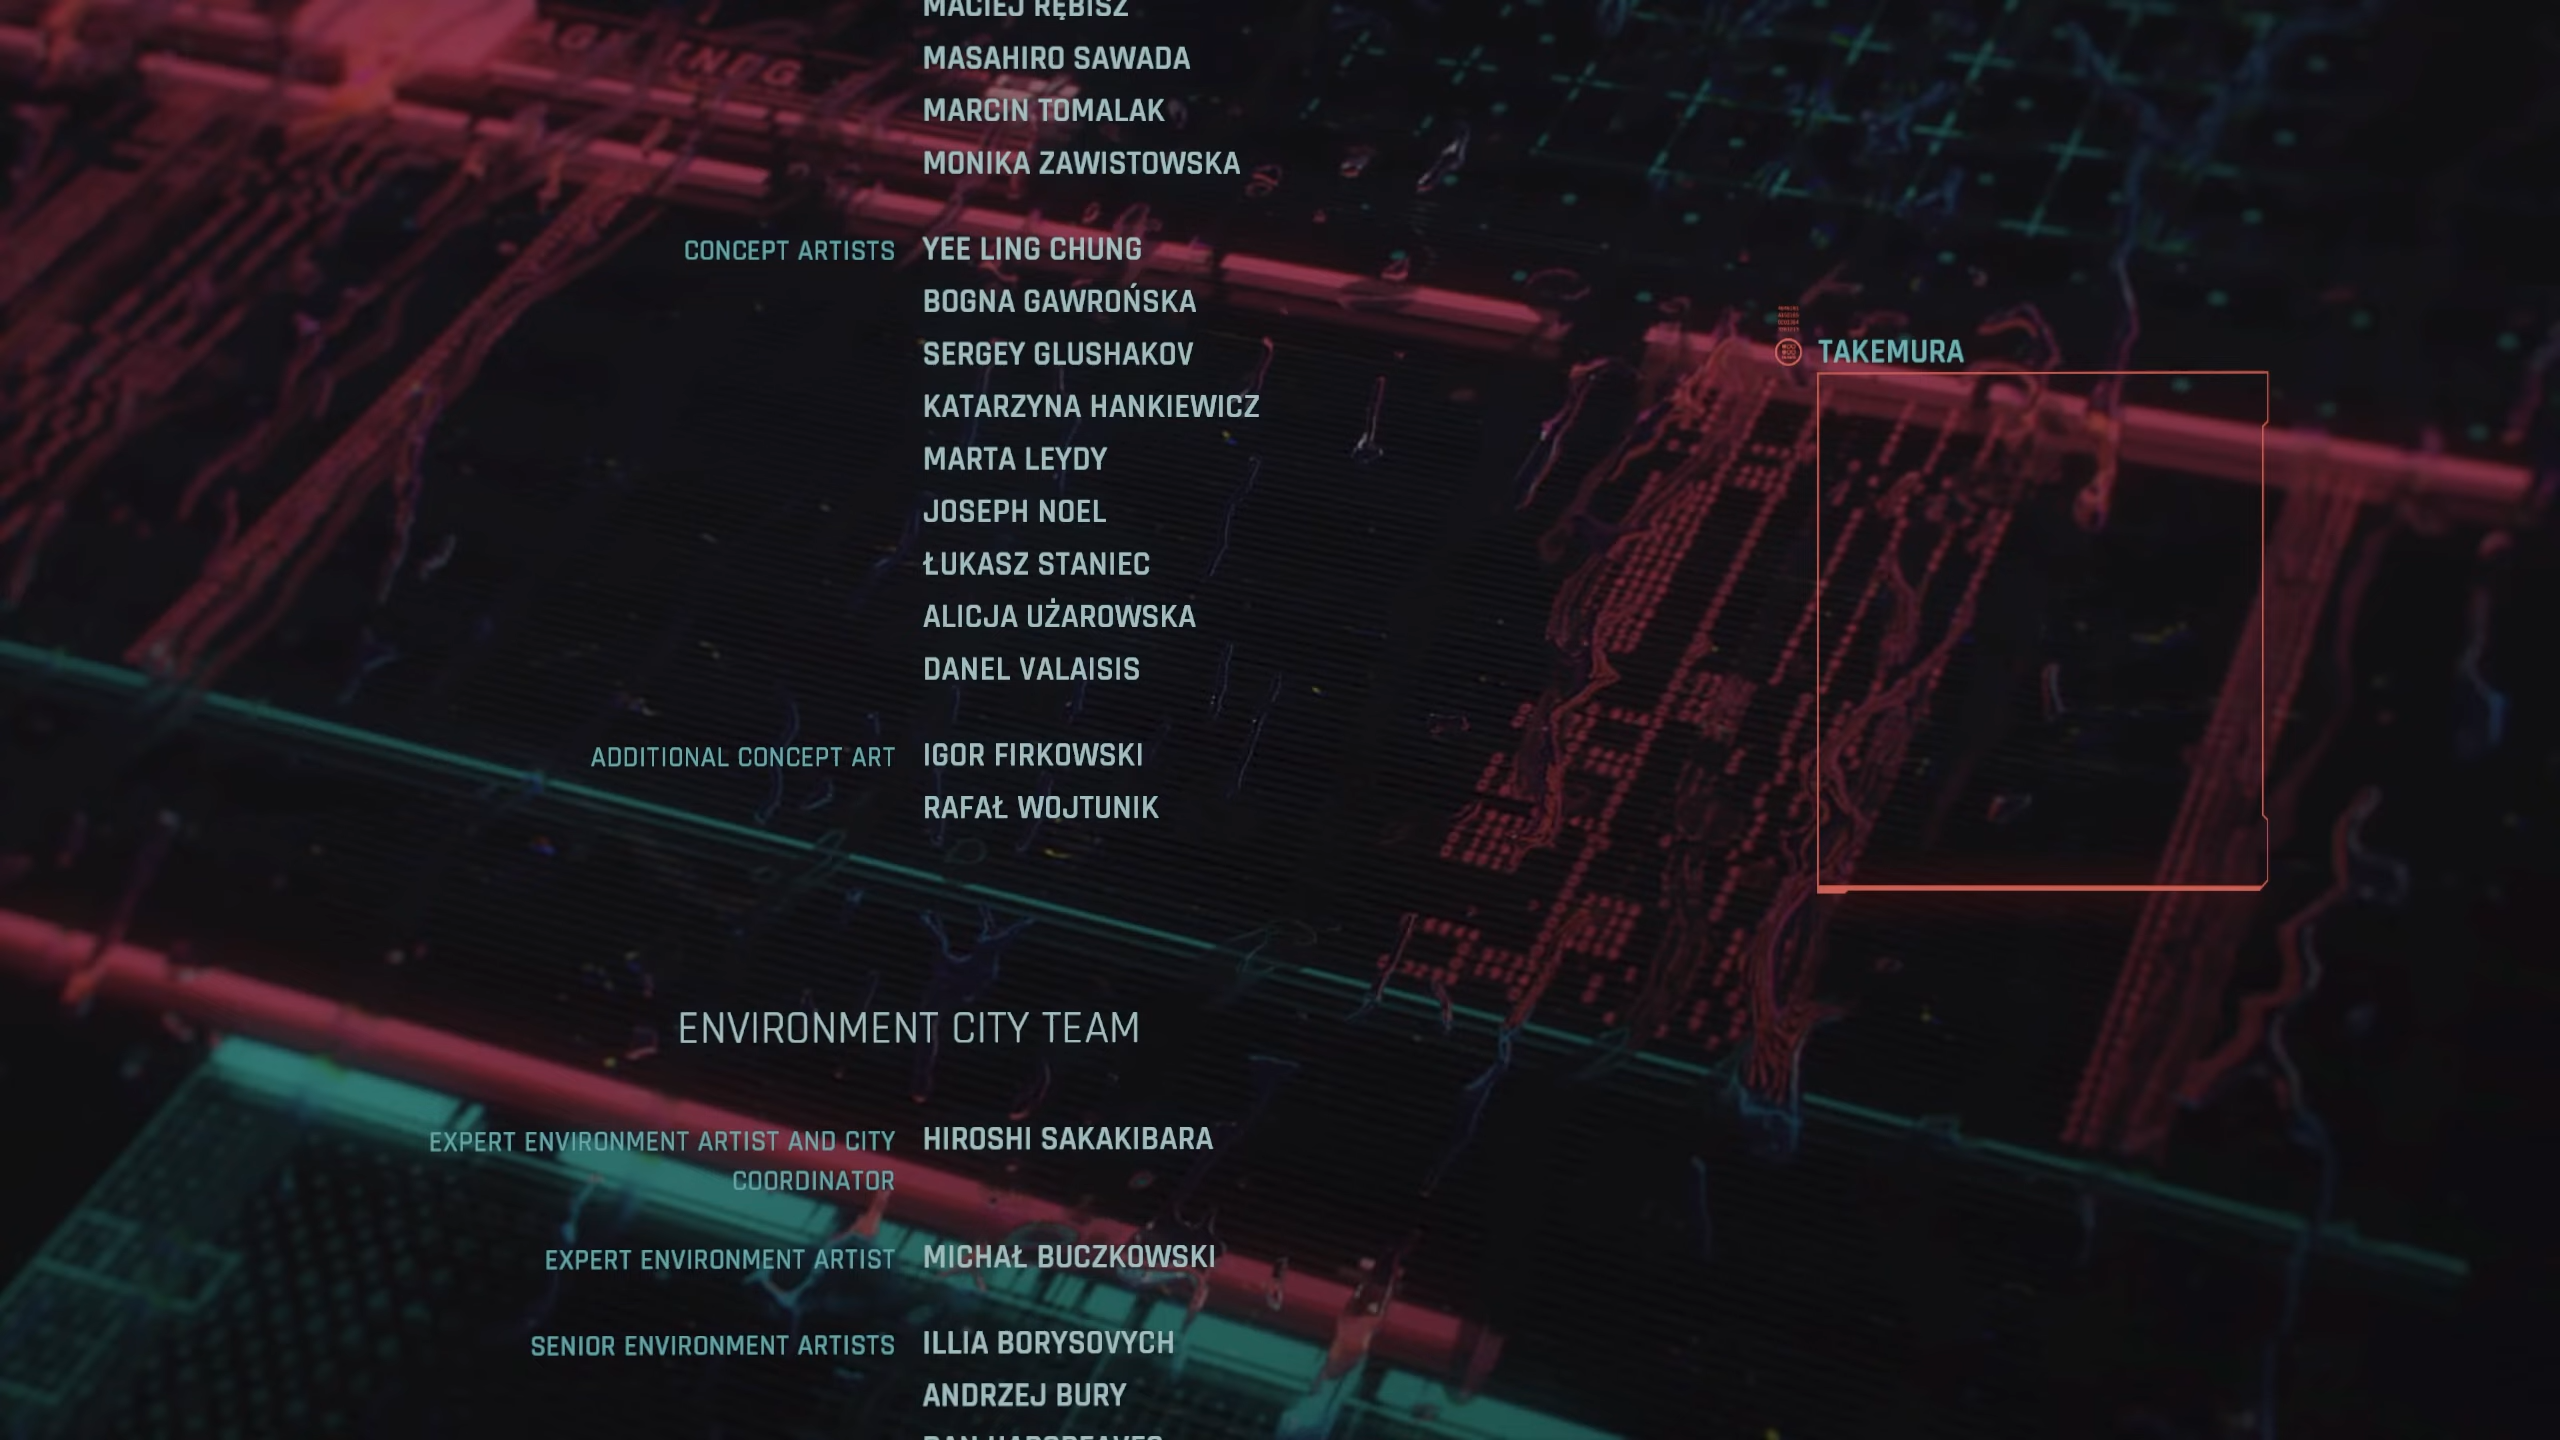 MACIEJ RĘBISZ
MASAHIRO SAWADA
MARCIN TOMALAK
MONIKA ZAWISTOWSKA
CONCEPT ARTISTS YEE LING CHUNG
BOGNA GAWROŃSKA
SERGEY GLUSHAKOV
KATARZYNA HANKIEWICZ
MARTA LEYDY
JOSEPH NOEL
ŁUKASZ STANIEC
ALICJA UŻAROWSKA
DANEL VALAISIS
ADDITIONAL CONCEPT ART IGOR FIRKOWSKI
RAFAŁ WOJTUNIK
ENVIRONMENT CITY TEAM
EXPERT ENVIRONMENT ARTIST AND CITY HIROSHI SAKAKIBARA
COORDINATOR
EXPERT ENVIRONMENT ARTIST MICHAŁ BUCZKOWSKI
SENIOR ENVIRONMENT ARTISTS ILLIA BORYSOVYCH
ANDRZEJ BURY
TAKEMURA